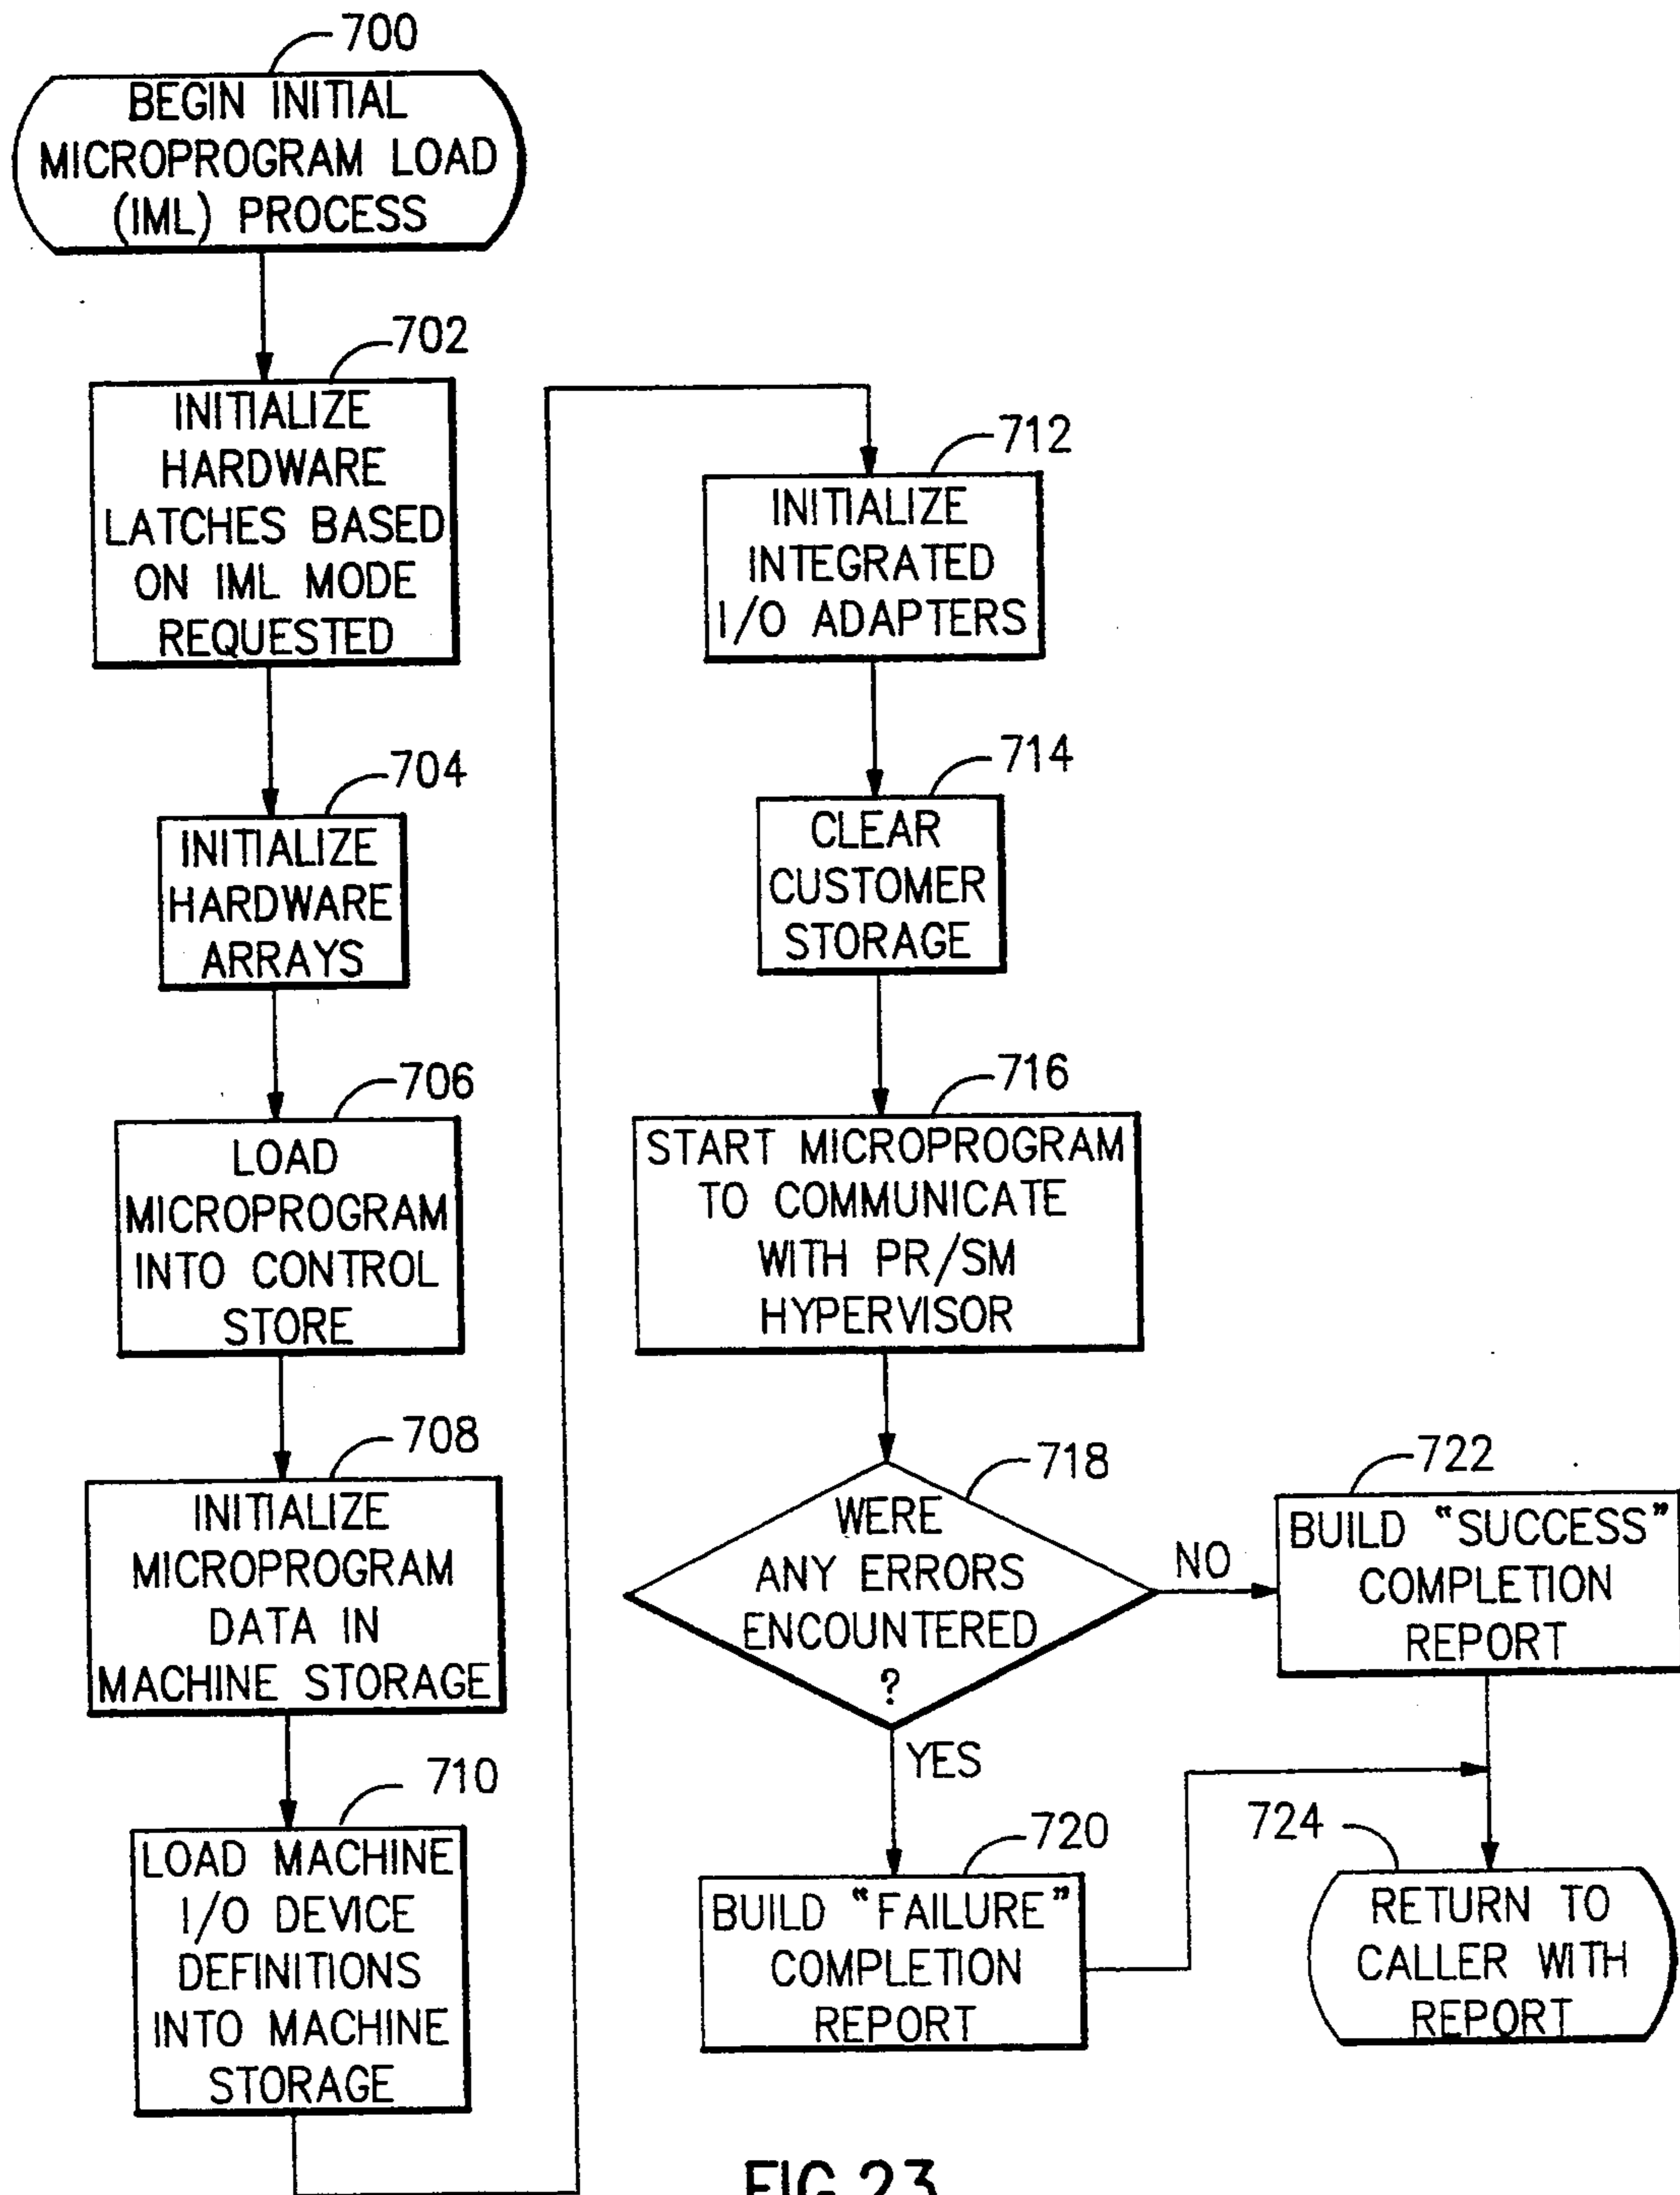 700
BEGIN INITIAL
MICROPROGRAM LOAD
(IML) PROCESS
702
INITIALIZE
HARDWARE
LATCHES BASED
ON IML MODE
REQUESTED
704
INITIALIZE
HARDWARE
ARRAYS
706
LOAD
MICROPROGRAM
INTO CONTROL
STORE
708
INITIALIZE
MICROPROGRAM
DATA IN
MACHINE STORAGE
710
LOAD MACHINE
I/O DEVICE
DEFINITIONS
INTO MACHINE
STORAGE
712
INITIALIZE
INTEGRATED
I/O ADAPTERS
714
CLEAR
CUSTOMER
STORAGE
716
START MICROPROGRAM
TO COMMUNICATE
WITH PR/SM
HYPERVISOR
718
WERE
ANY ERRORS
ENCOUNTERED
?
NO
YES
720
BUILD “FAILURE”
COMPLETION
REPORT
722
BUILD “SUCCESS”
COMPLETION
REPORT
724
RETURN TO
CALLER WITH
REPORT
FIG.23